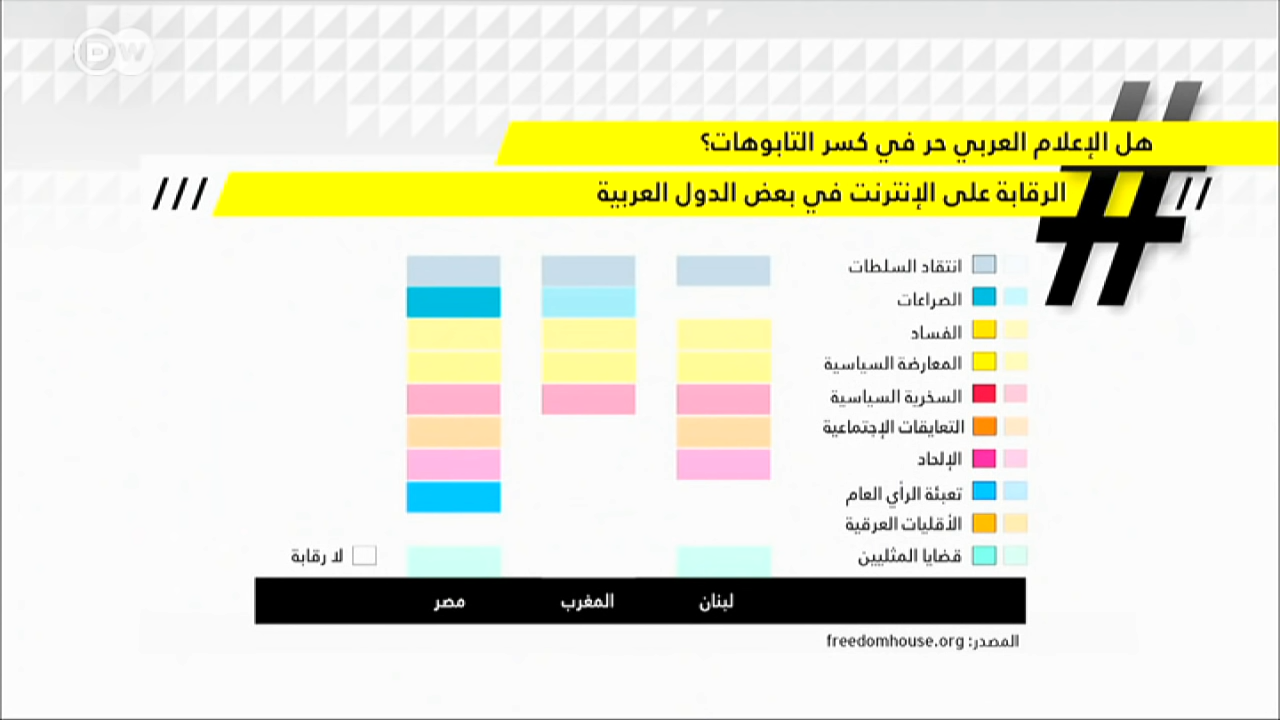 DW
هل الإعلام العربي حر في كسر التابوهات؟
الرقابة على الإنترنت في بعض الدول العربية
انتقاد السلطات
الصراعات
الفساد
المعارضة السياسية
السخرية السياسية
التعايقات الإجتماعية
الإلحاد
تعبئة الرأي العام
الأقليات العرقية
قضايا المثليين
لا رقابة
لبنان
المغرب
مصر
المصدر: freedomhouse.org